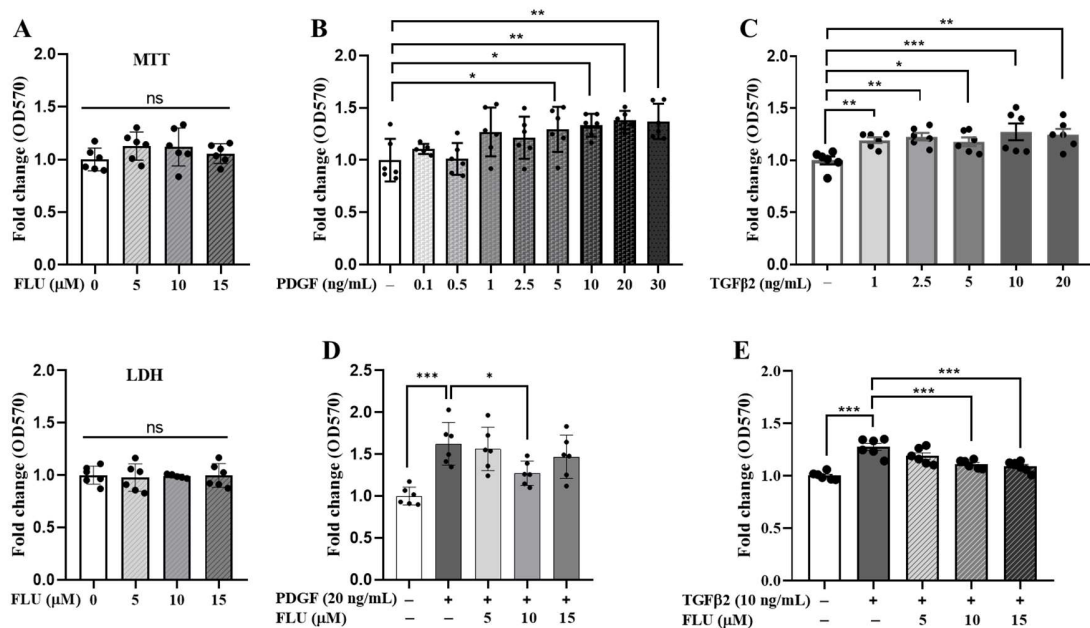 A
MTT
ns
Fold change (OD570)
2.0
1.5
1.0
0.5
0.0
FLU (μM) 0 5 10 15
B
**
**
*
*
Fold change (OD570)
2.0
1.5
1.0
0.5
0.0
PDGF (ng/mL) – 0.1 0.5 1 2.5 5 10 20 30
C
**
***
*
**
**
Fold change (OD570)
2.0
1.5
1.0
0.5
0.0
TGFβ2 (ng/mL) – 1 2.5 5 10 20
LDH
ns
Fold change (OD570)
2.0
1.5
1.0
0.5
0.0
FLU (μM) 0 5 10 15
D
*** *
Fold change (OD570)
2.5
2.0
1.5
1.0
0.5
0.0
PDGF (20 ng/mL) – + + + +
FLU (μM) – – 5 10 15
E
***
***
***
Fold change (OD570)
2.0
1.5
1.0
0.5
0.0
TGFβ2 (10 ng/mL) – + + + +
FLU (μM) – – 5 10 15